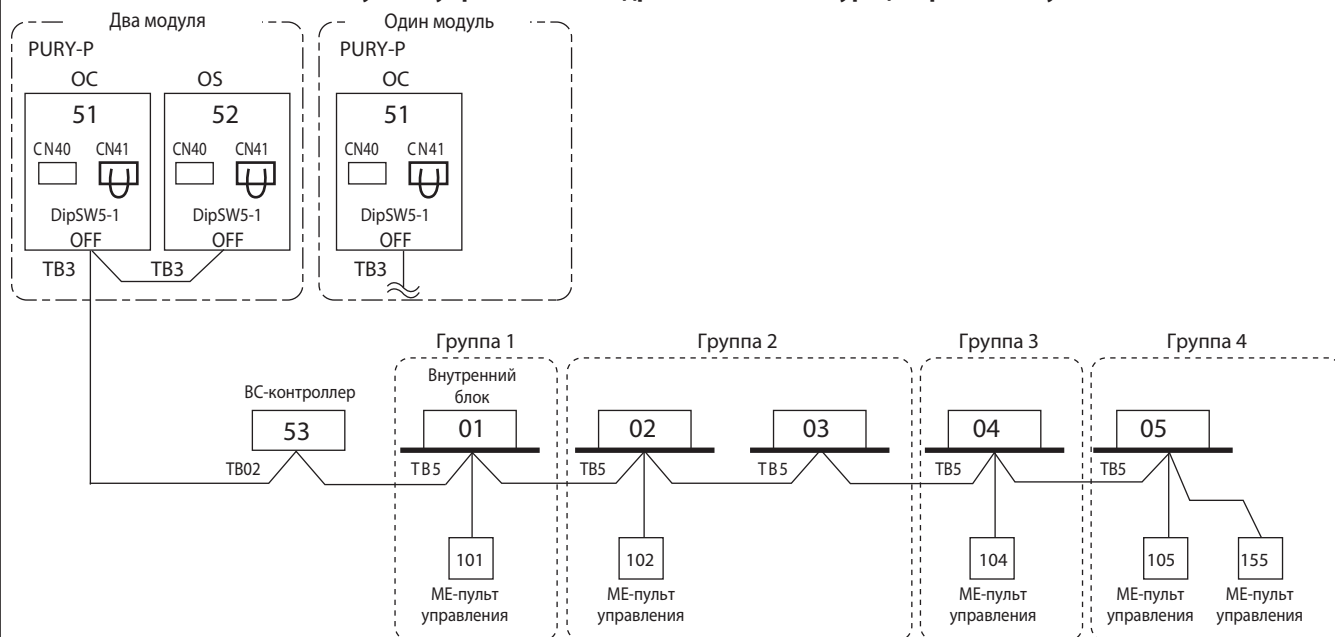 Два модуля
Один модуль
PURY-P
PURY-P
OC
OS
OC
51
52
51
CN40
CN41
CN40
CN41
CN40
CN41
DipSW5-1
DipSW5-1
DipSW5-1
OFF
OFF
OFF
TB3
TB3
TB3
Группа 1
Группа 2
Группа 3
Группа 4
Внутренний
блок
BC-контроллер
53
01
02
03
04
05
TB02
TB5
TB5
TB5
TB5
TB5
101
102
104
105
155
ME-пульт
управления
ME-пульт
управления
ME-пульт
управления
ME-пульт
управления
ME-пульт
управления